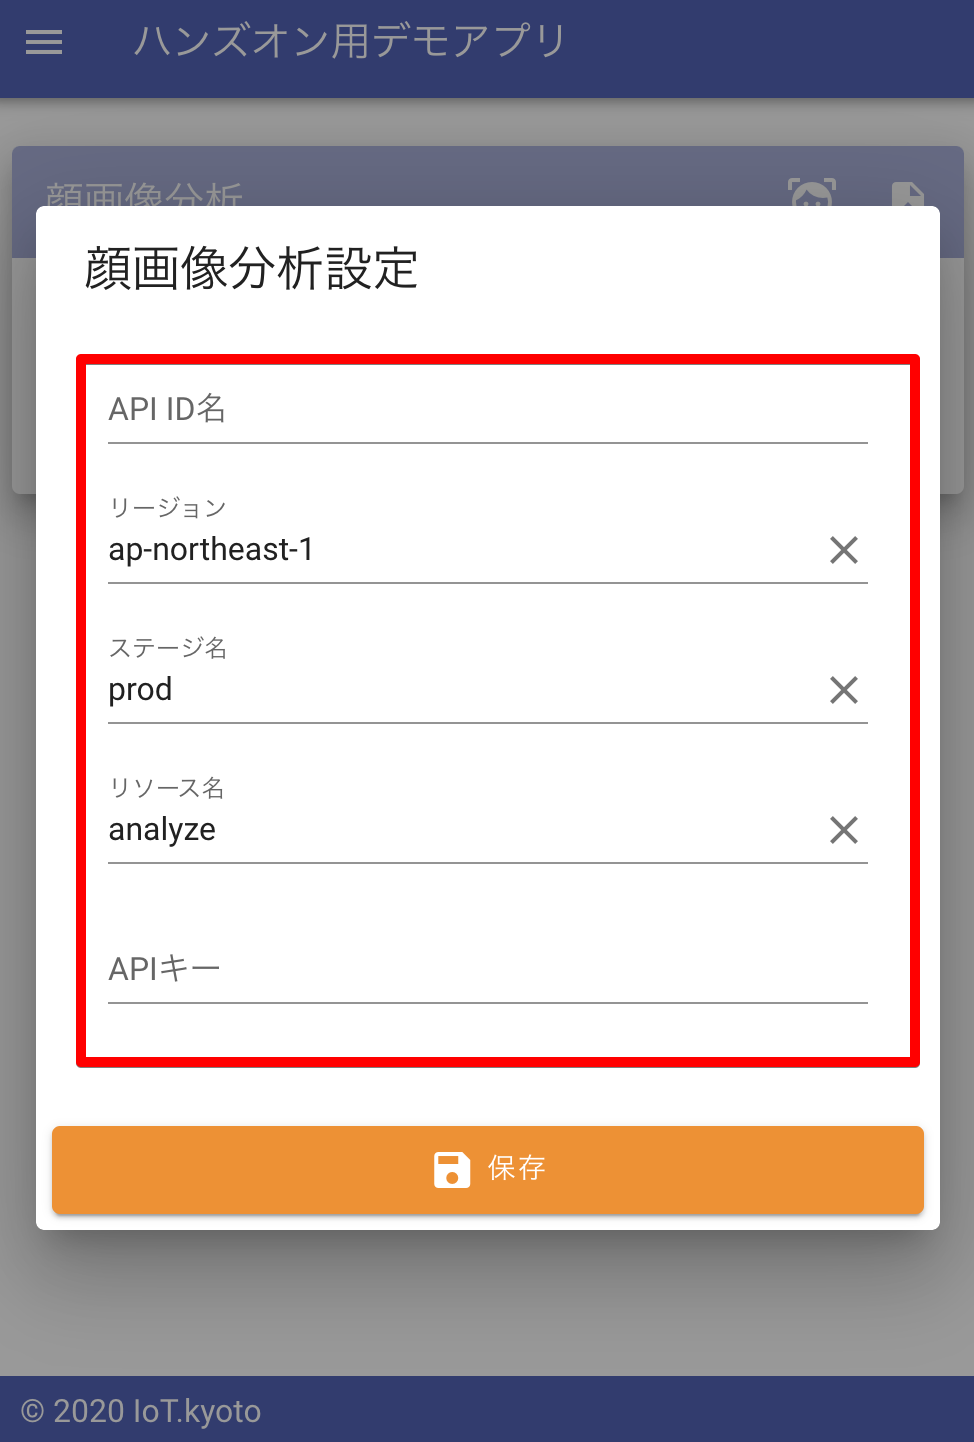 ハンズオン用デモアプリ
顔画像分析
顔画像分析設定
API ID名
リージョン
ap-northeast-1
ステージ名
prod
リソース名
analyze
APIキー
保存
© 2020 IoT.kyoto